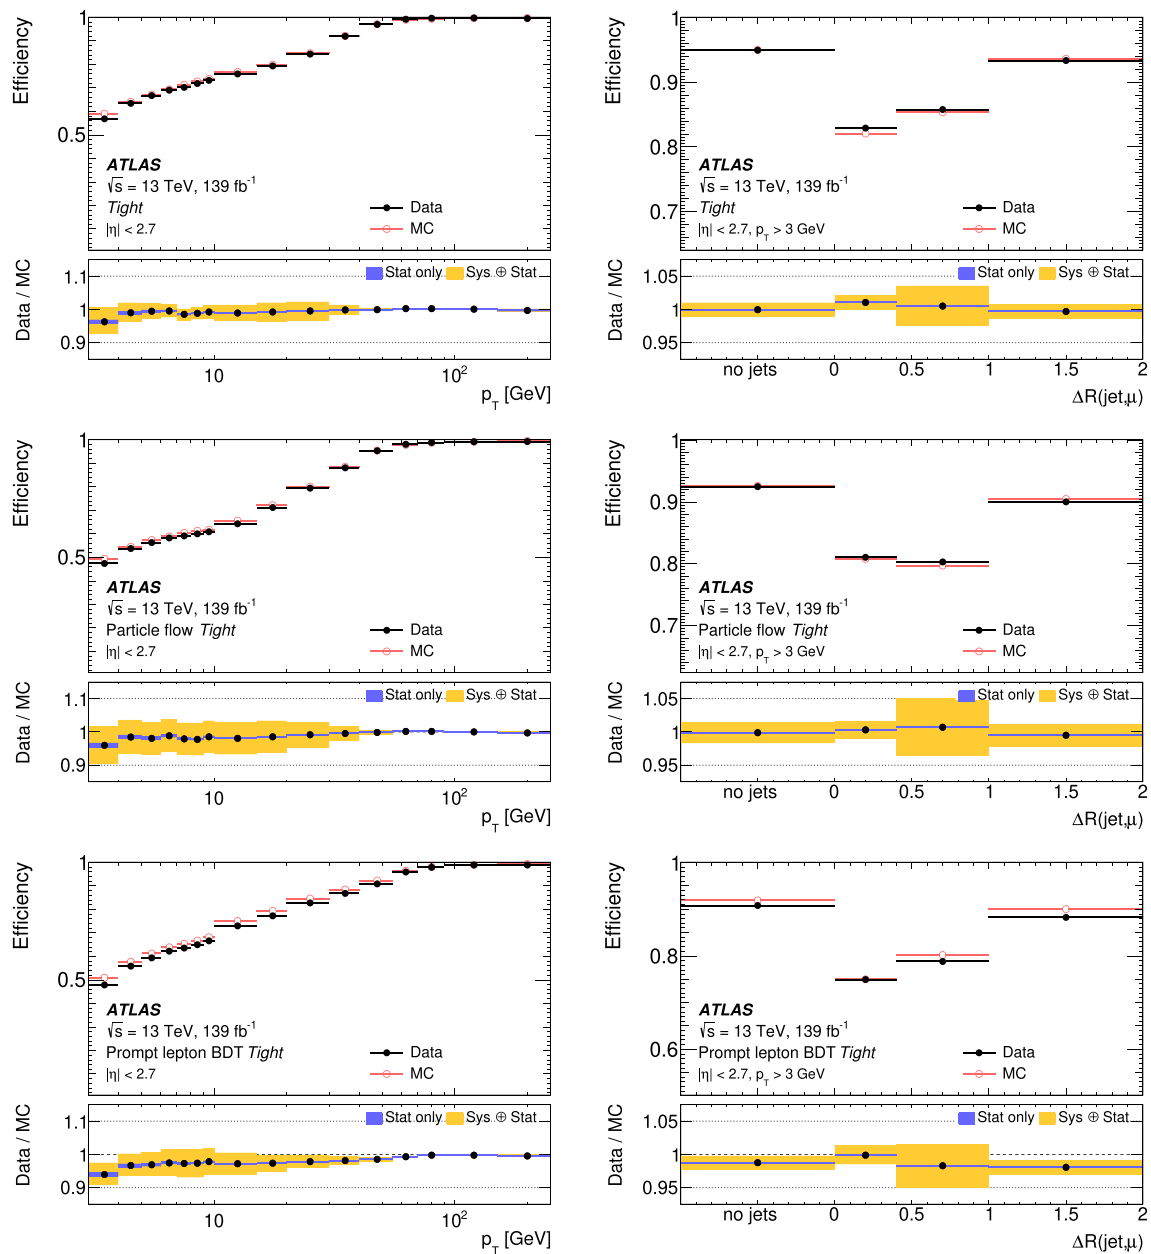 Efficiency
1
0.5
ATLAS
√s = 13 TeV, 139 fb⁻¹
Tight
|η| < 2.7
Data
MC
Data / MC
1.1
1
0.9
Stat only
Sys ⊕ Stat
10
10²
p_T [GeV]
Efficiency
1
0.9
0.8
0.7
ATLAS
√s = 13 TeV, 139 fb⁻¹
Tight
|η| < 2.7, p_T > 3 GeV
Data
MC
Data / MC
1.05
1
0.95
Stat only
Sys ⊕ Stat
no jets
0
0.5
1
1.5
2
ΔR(jet,μ)
Efficiency
1
0.5
ATLAS
√s = 13 TeV, 139 fb⁻¹
Particle flow Tight
|η| < 2.7
Data
MC
Data / MC
1.1
1
0.9
Stat only
Sys ⊕ Stat
10
10²
p_T [GeV]
Efficiency
1
0.9
0.8
0.7
ATLAS
√s = 13 TeV, 139 fb⁻¹
Particle flow Tight
|η| < 2.7, p_T > 3 GeV
Data
MC
Data / MC
1.05
1
0.95
Stat only
Sys ⊕ Stat
no jets
0
0.5
1
1.5
2
ΔR(jet,μ)
Efficiency
1
0.5
ATLAS
√s = 13 TeV, 139 fb⁻¹
Prompt lepton BDT Tight
|η| < 2.7
Data
MC
Data / MC
1.1
1
0.9
Stat only
Sys ⊕ Stat
10
10²
p_T [GeV]
Efficiency
1
0.8
0.6
ATLAS
√s = 13 TeV, 139 fb⁻¹
Prompt lepton BDT Tight
|η| < 2.7, p_T > 3 GeV
Data
MC
Data / MC
1.05
1
0.95
Stat only
Sys ⊕ Stat
no jets
0
0.5
1
1.5
2
ΔR(jet,μ)